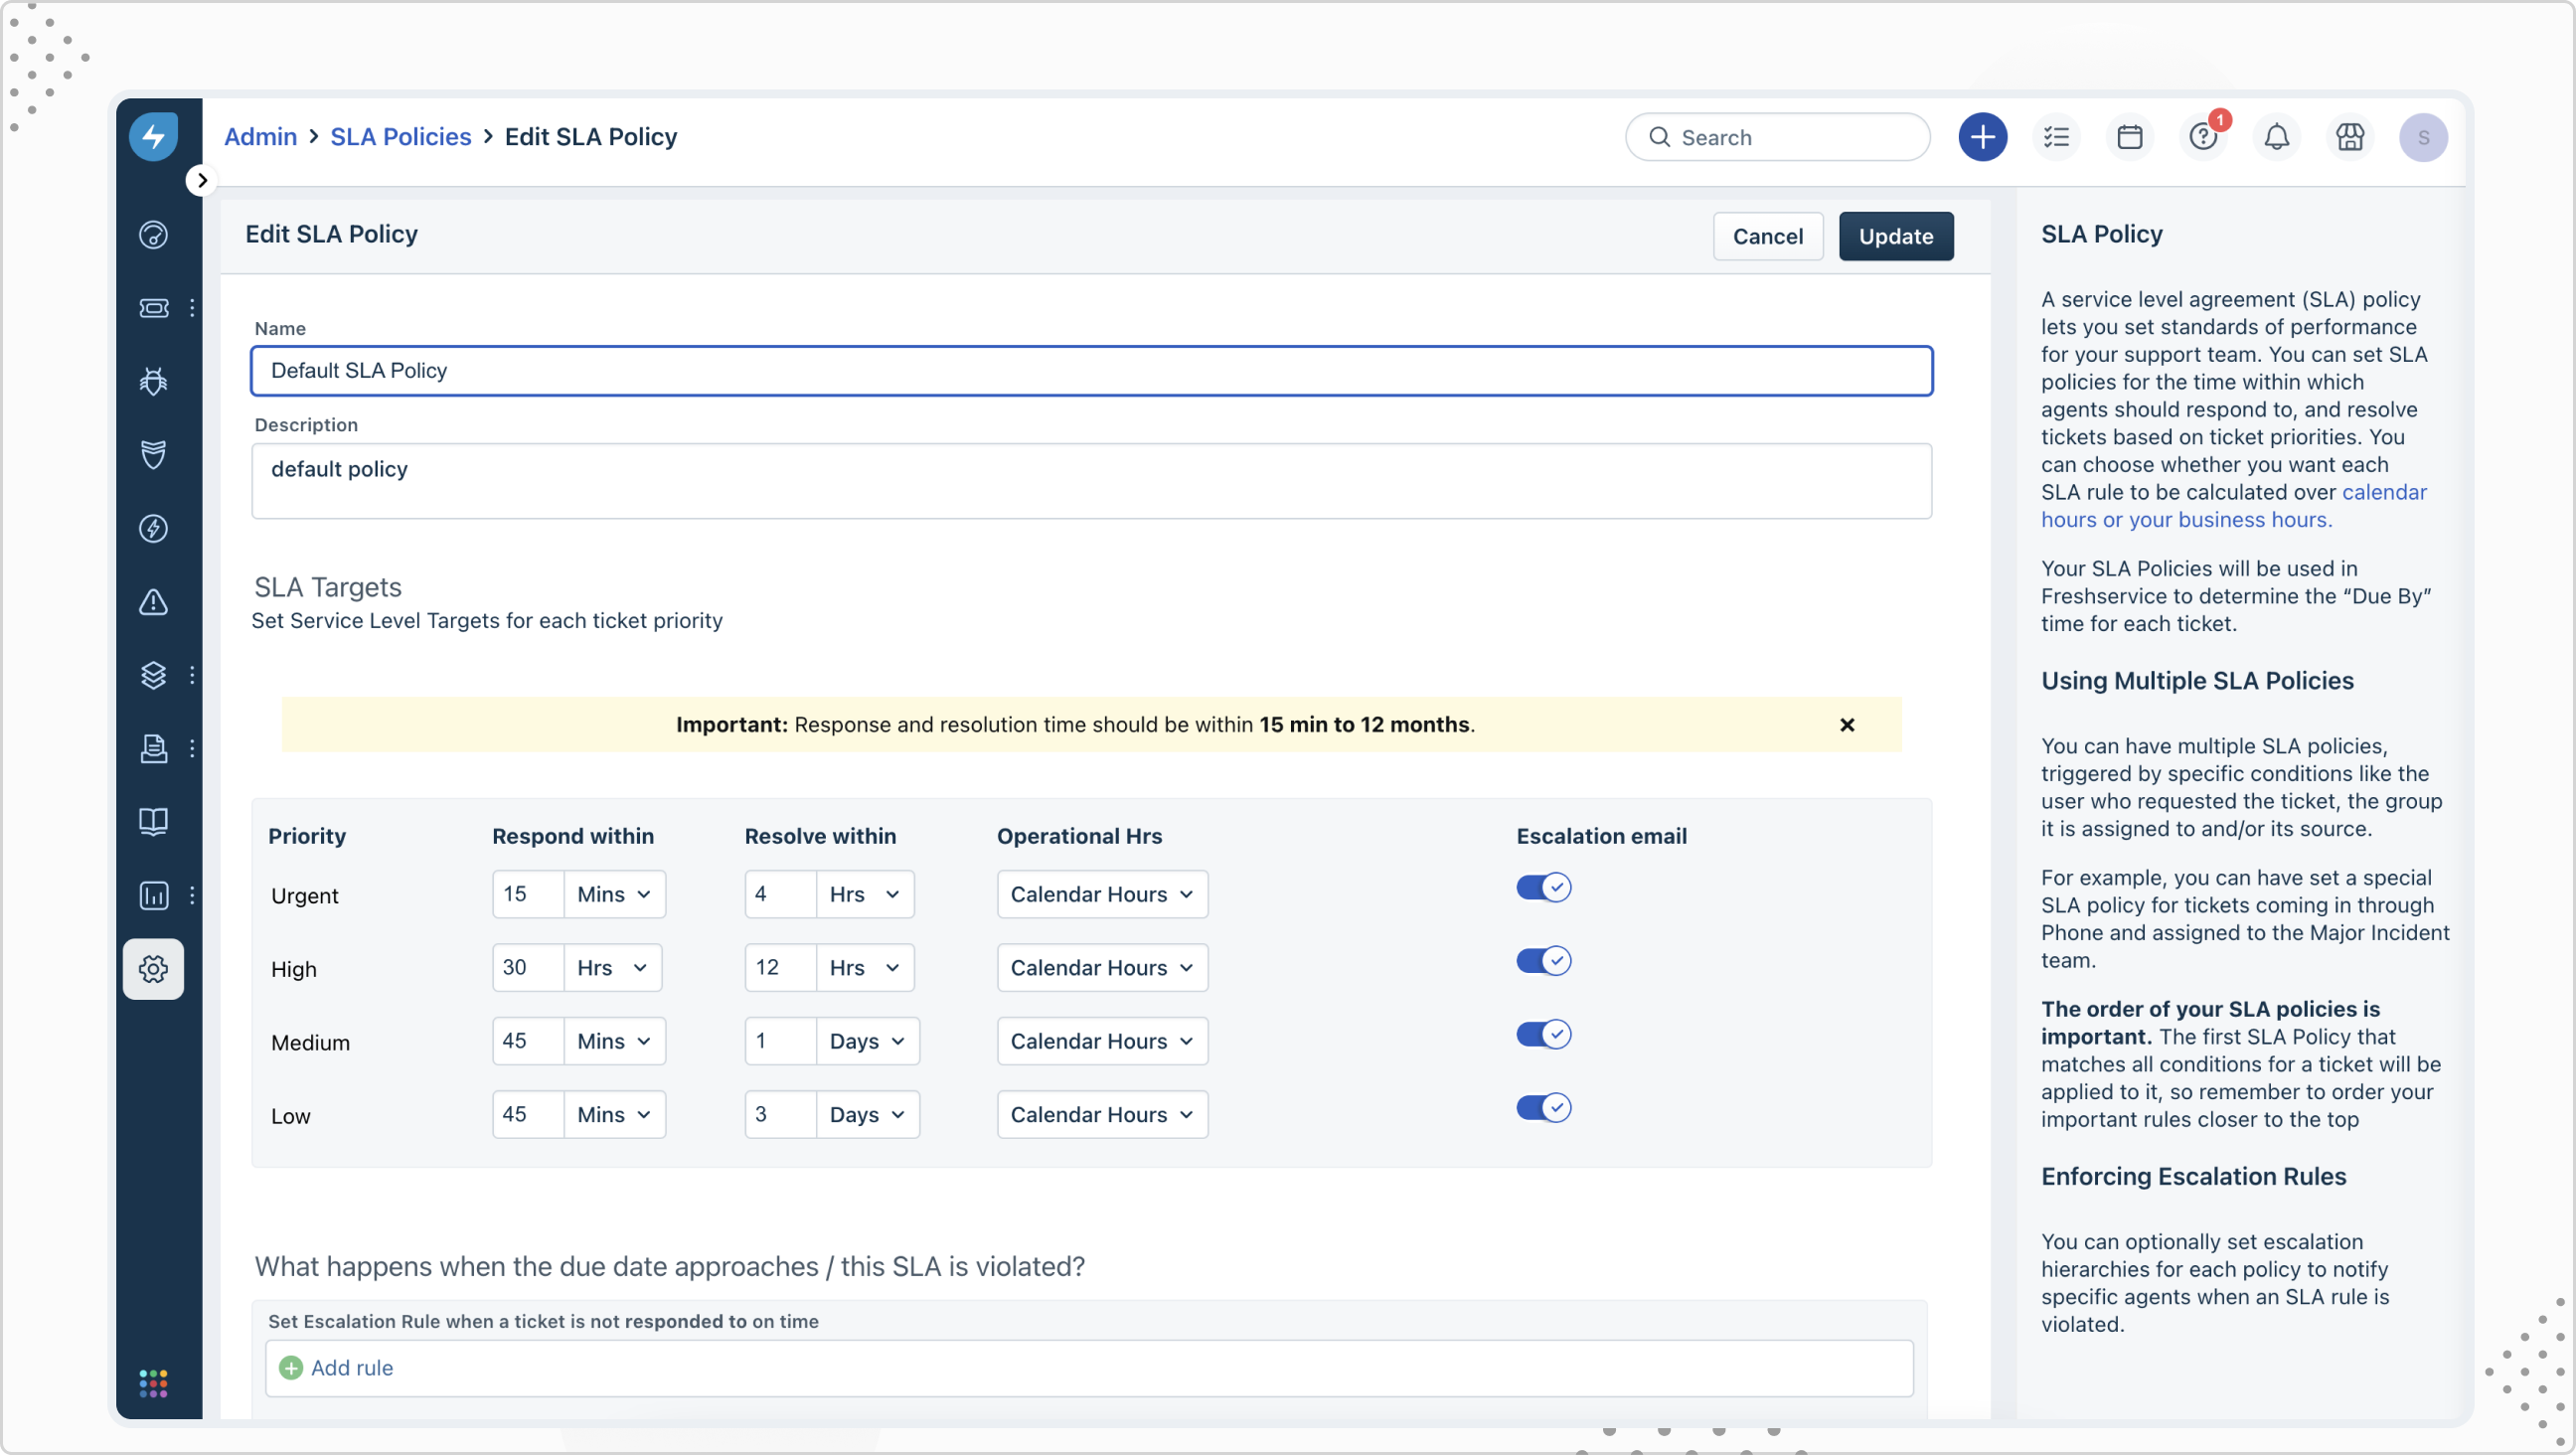 Admin > SLA Policies > Edit SLA Policy
Search
1
S
Edit SLA Policy
Cancel
Update
Name
Default SLA Policy
Description
default policy
SLA Targets
Set Service Level Targets for each ticket priority
Important: Response and resolution time should be within 15 min to 12 months.
Priority Respond within Resolve within Operational Hrs Escalation email
Urgent 15 Mins 4 Hrs Calendar Hours
High 30 Hrs 12 Hrs Calendar Hours
Medium 45 Mins 1 Days Calendar Hours
Low 45 Mins 3 Days Calendar Hours
What happens when the due date approaches / this SLA is violated?
Set Escalation Rule when a ticket is not responded to on time
Add rule
SLA Policy
A service level agreement (SLA) policy
lets you set standards of performance
for your support team. You can set SLA
policies for the time within which
agents should respond to, and resolve
tickets based on ticket priorities. You
can choose whether you want each
SLA rule to be calculated over calendar
hours or your business hours.
Your SLA Policies will be used in
Freshservice to determine the “Due By”
time for each ticket.
Using Multiple SLA Policies
You can have multiple SLA policies,
triggered by specific conditions like the
user who requested the ticket, the group
it is assigned to and/or its source.
For example, you can have set a special
SLA policy for tickets coming in through
Phone and assigned to the Major Incident
team.
The order of your SLA policies is
important. The first SLA Policy that
matches all conditions for a ticket will be
applied to it, so remember to order your
important rules closer to the top
Enforcing Escalation Rules
You can optionally set escalation
hierarchies for each policy to notify
specific agents when an SLA rule is
violated.